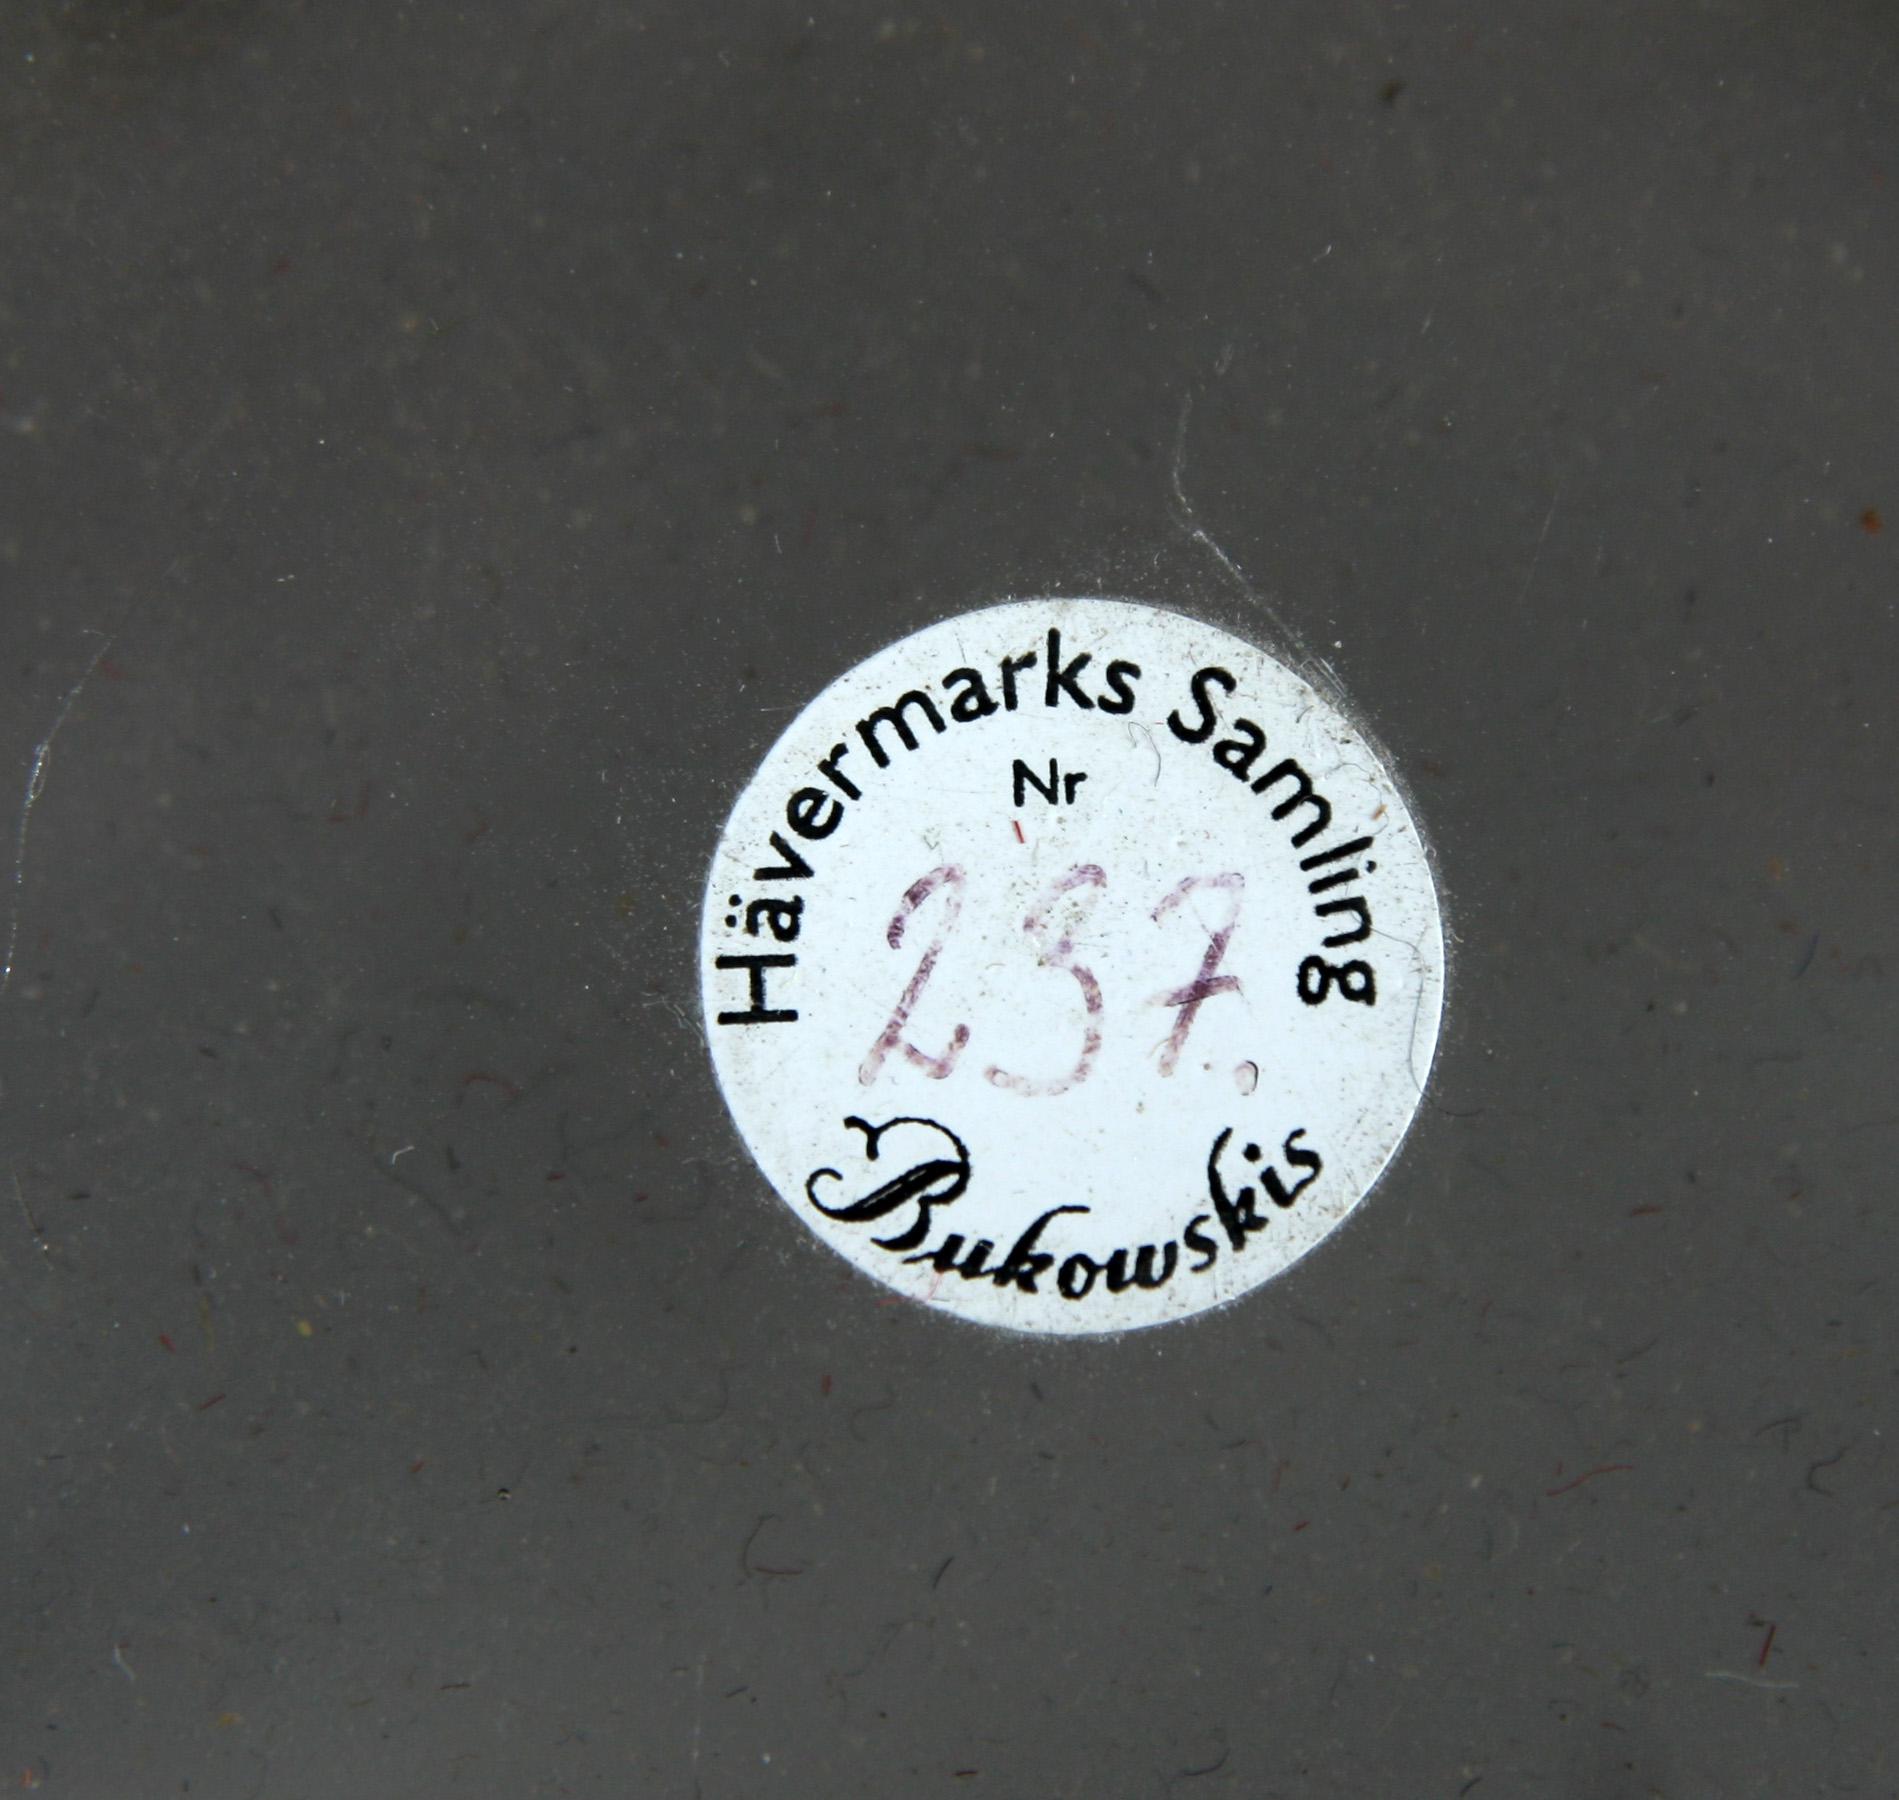 Hävermarks Samling
Nr
237.
Bukowskis